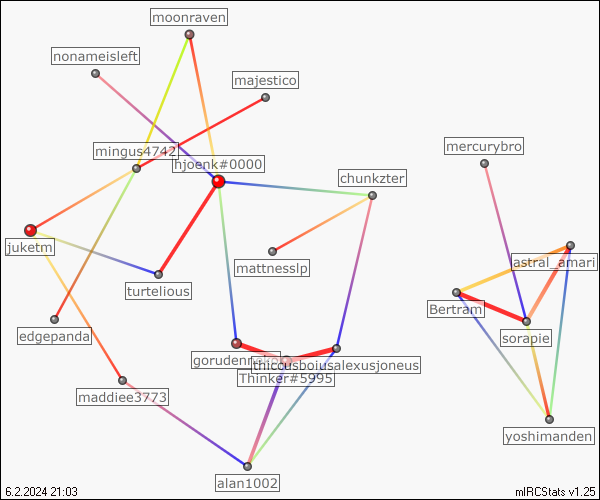 moonraven
nonameisleft
majestico
mingus4742
mercurybro
hjoenk#0000
chunkzter
juketm
astral_amari
mattnesslp
turtelious
Bertram
edgepanda
sorapie
thiccusboiusalexusjoneus
Thinker#5995
maddiee3773
yoshimanden
alan1002
6.2.2024 21:03
mIRCStats v1.25